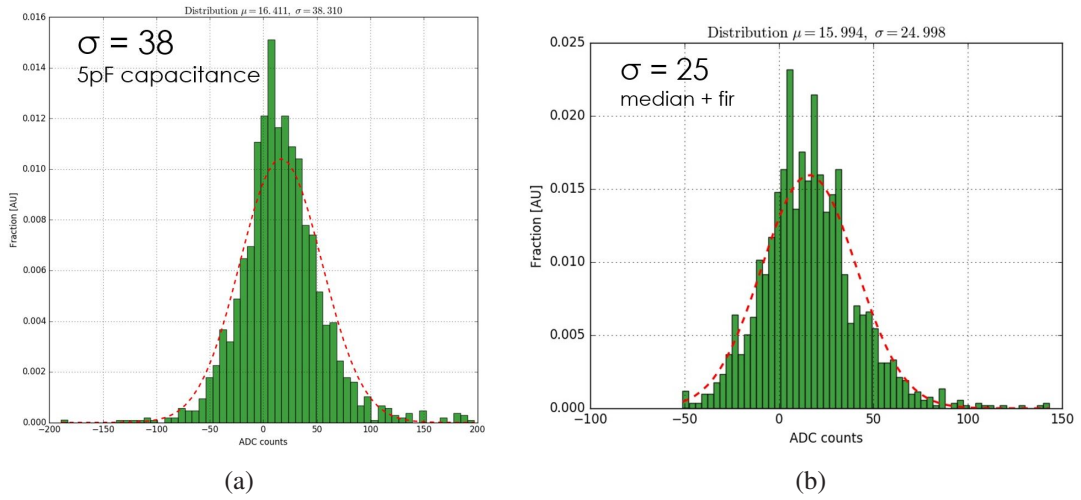 Distribution μ = 16.411, σ = 38.310
σ = 38
5pF capacitance
Fraction [AU]
0.016
0.014
0.012
0.010
0.008
0.006
0.004
0.002
0.000
−200 −150 −100 −50 0 50 100 150 200
ADC counts
(a)
Distribution μ = 15.994, σ = 24.998
σ = 25
median + fir
Fraction [AU]
0.025
0.020
0.015
0.010
0.005
0.000
−100 −50 0 50 100 150
ADC counts
(b)